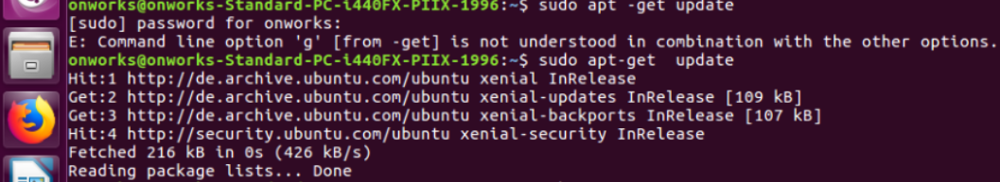 onworks@onworks-Standard-PC-i440FX-PIIX-1996:~$ sudo apt -get update
[sudo] password for onworks:
E: Command line option 'g' [from -get] is not understood in combination with the other options.
onworks@onworks-Standard-PC-i440FX-PIIX-1996:~$ sudo apt-get  update
Hit:1 http://de.archive.ubuntu.com/ubuntu xenial InRelease
Get:2 http://de.archive.ubuntu.com/ubuntu xenial-updates InRelease [109 kB]
Get:3 http://de.archive.ubuntu.com/ubuntu xenial-backports InRelease [107 kB]
Hit:4 http://security.ubuntu.com/ubuntu xenial-security InRelease
Fetched 216 kB in 0s (426 kB/s)
Reading package lists... Done